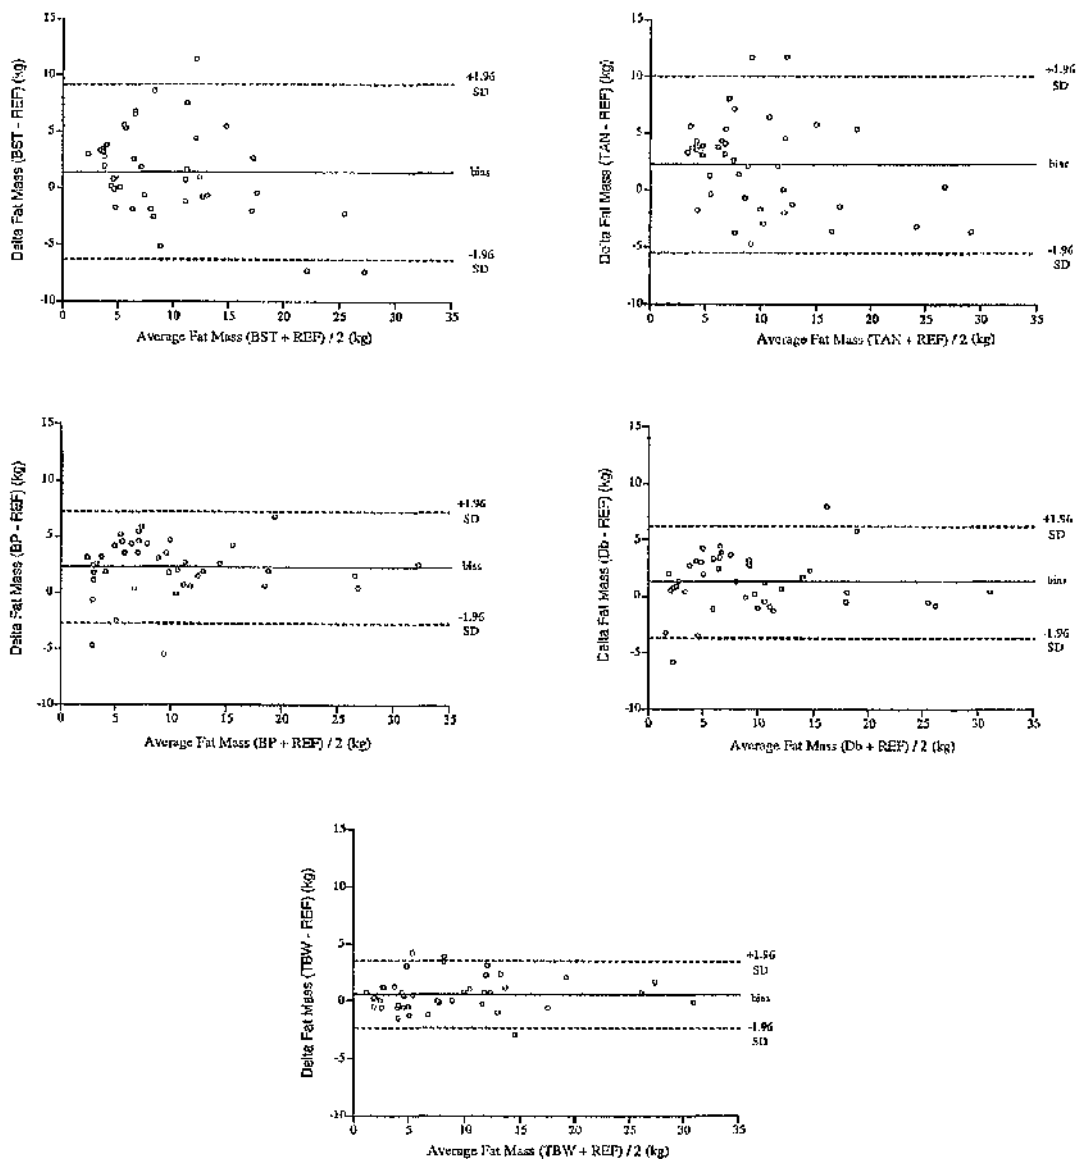 15
10
5
0
-5
-10
Delta Fat Mass (BST - REF) (kg)
+1.96
SD
bias
-1.96
SD
0 5 10 15 20 25 30 35
Average Fat Mass (BST + REF) / 2 (kg)
15
10
5
0
-5
-10
Delta Fat Mass (TAN - REF) (kg)
+1.96
SD
bias
-1.96
SD
0 5 10 15 20 25 30 35
Average Fat Mass (TAN + REF) / 2 (kg)
15
10
5
0
-5
-10
Delta Fat Mass (BP - REF) (kg)
+1.96
SD
bias
-1.96
SD
0 5 10 15 20 25 30 35
Average Fat Mass (BP + REF) / 2 (kg)
15
10
5
0
-5
-10
Delta Fat Mass (Db - REF) (kg)
+1.96
SD
bias
-1.96
SD
0 5 10 15 20 25 30 35
Average Fat Mass (Db + REF) / 2 (kg)
15
10
5
0
-5
-10
Delta Fat Mass (TBW - REF) (kg)
+1.96
SD
bias
-1.96
SD
0 5 10 15 20 25 30 35
Average Fat Mass (TBW + REF) / 2 (kg)